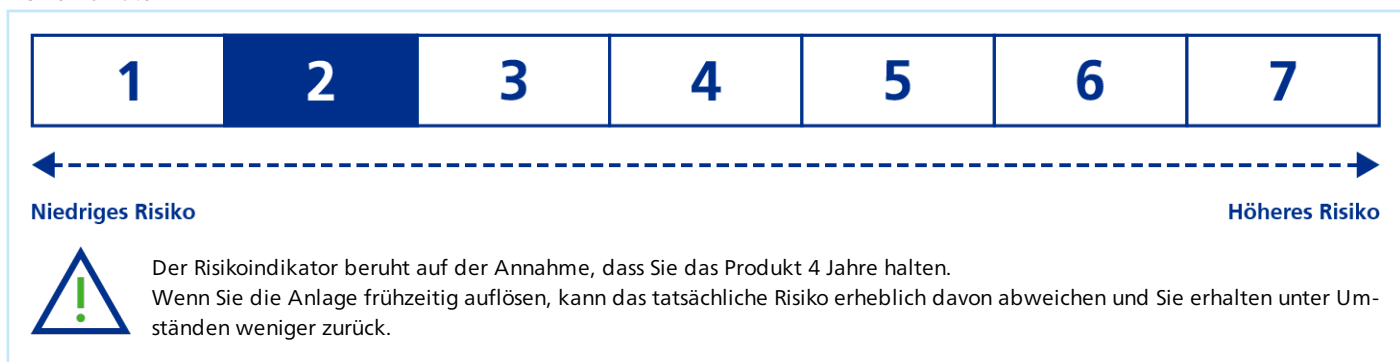 1 2 3 4 5 6 7
Niedriges Risiko Höheres Risiko
Der Risikoindikator beruht auf der Annahme, dass Sie das Produkt 4 Jahre halten.
Wenn Sie die Anlage frühzeitig auflösen, kann das tatsächliche Risiko erheblich davon abweichen und Sie erhalten unter Um-
ständen weniger zurück.